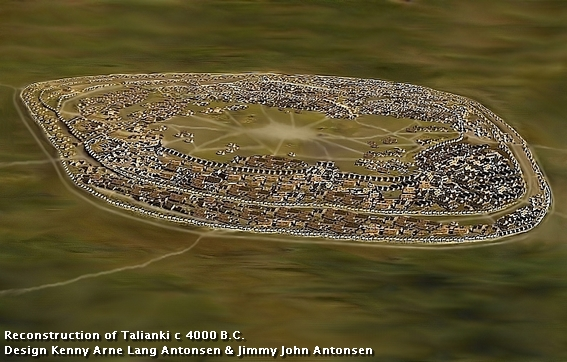 Reconstruction of Talianki c 4000 B.C.
Design Kenny Arne Lang Antonsen & Jimmy John Antonsen